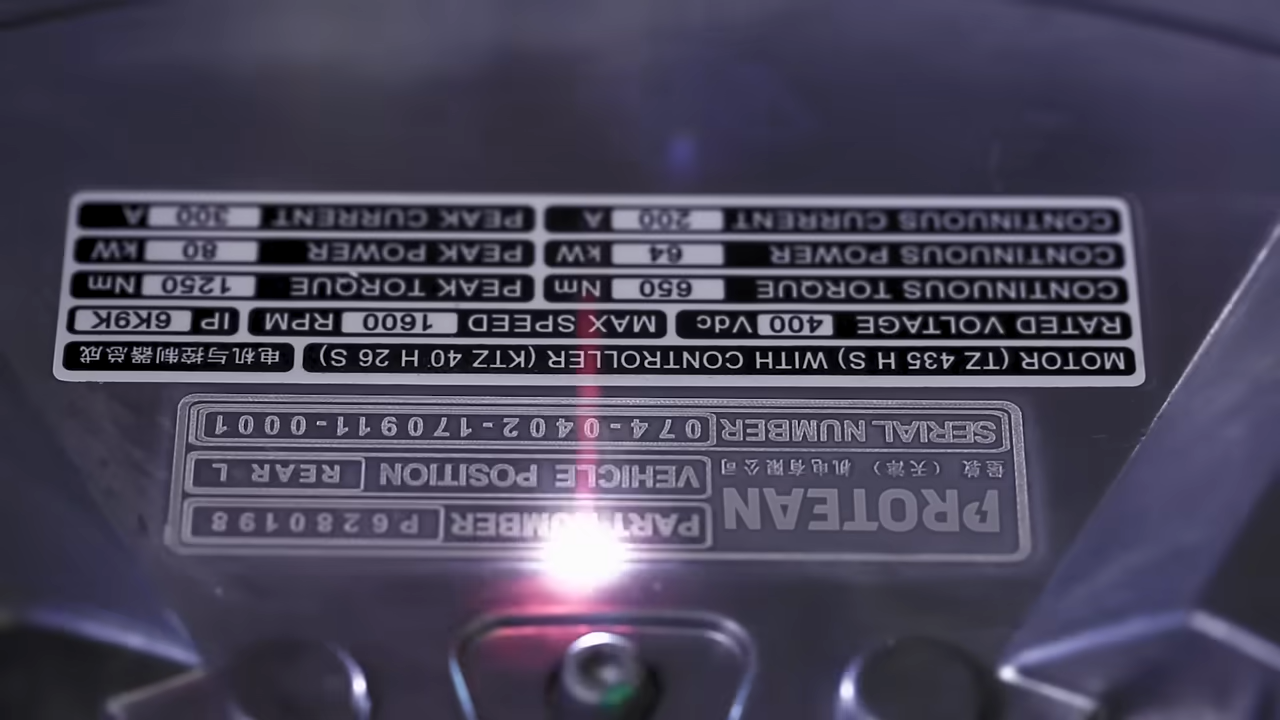 PROTEAN
堡敦（天津）机电有限公司
PART NUMBER P6280198
VEHICLE POSITION REAR L
SERIAL NUMBER 074-0402-170911-0001
MOTOR (TZ 435 H S) WITH CONTROLLER (KTZ 40 H 26 S) 电机与控制器总成
RATED VOLTAGE 400 Vdc MAX SPEED 1600 RPM IP 6K9K
CONTINUOUS TORQUE 650 Nm PEAK TORQUE 1250 Nm
CONTINUOUS POWER 64 kW PEAK POWER 80 kW
CONTINUOUS CURRENT 200 A PEAK CURRENT 300 A